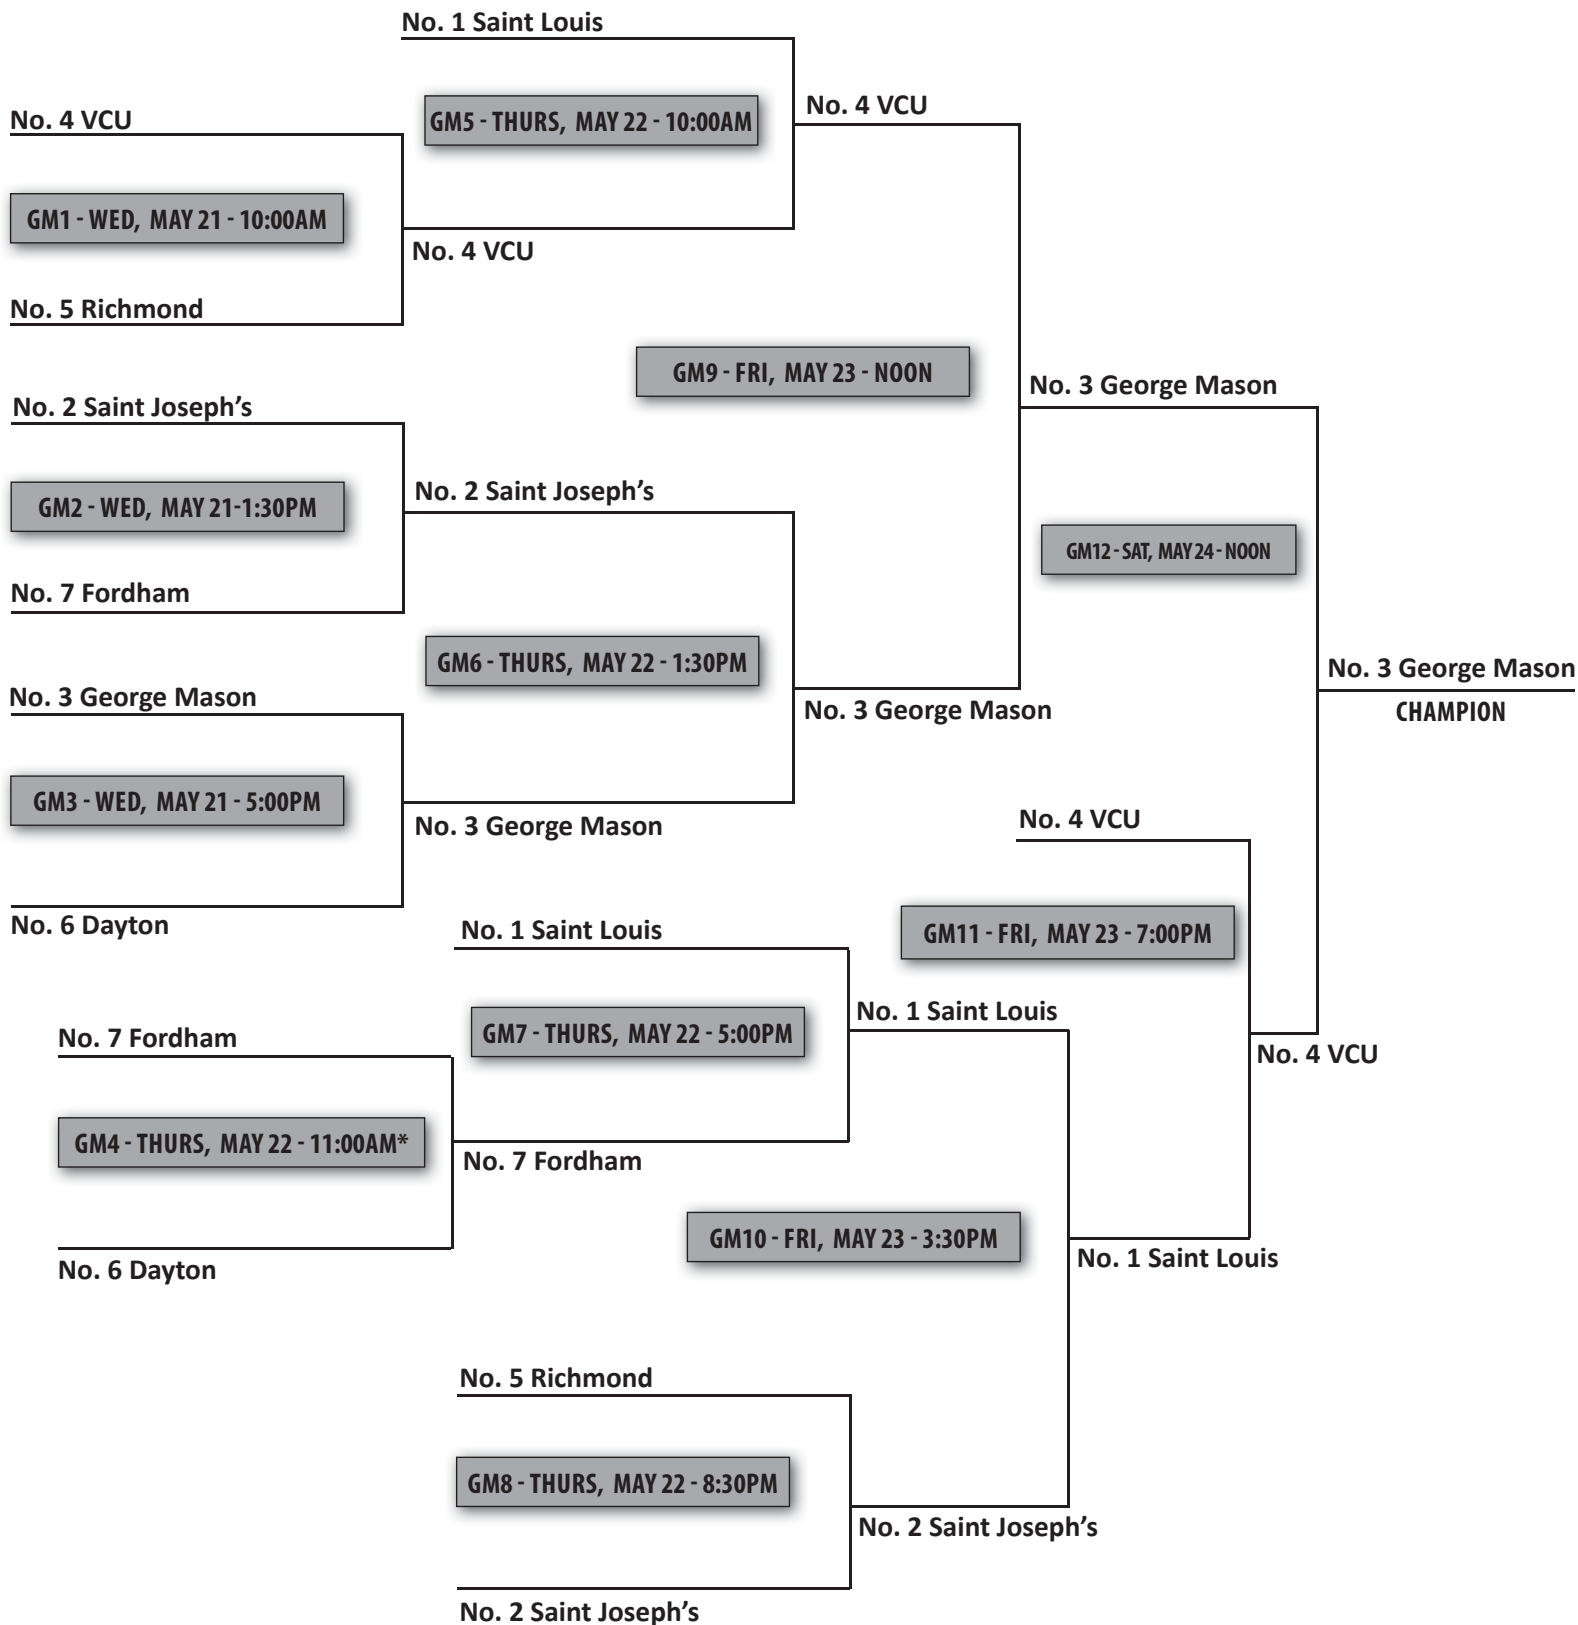 No. 1 Saint Louis
No. 4 VCU
GM5 - THURS, MAY 22 - 10:00AM
No. 4 VCU
GM1 - WED, MAY 21 - 10:00AM
No. 4 VCU
No. 5 Richmond
GM9 - FRI, MAY 23 - NOON
No. 3 George Mason
No. 2 Saint Joseph’s
No. 2 Saint Joseph’s
GM2 - WED, MAY 21-1:30PM
GM12 - SAT, MAY 24 - NOON
No. 7 Fordham
GM6 - THURS, MAY 22 - 1:30PM
No. 3 George Mason
No. 3 George Mason
No. 3 George Mason
CHAMPION
GM3 - WED, MAY 21 - 5:00PM
No. 3 George Mason
No. 4 VCU
No. 6 Dayton
No. 1 Saint Louis
GM11 - FRI, MAY 23 - 7:00PM
No. 1 Saint Louis
No. 7 Fordham
GM7 - THURS, MAY 22 - 5:00PM
No. 4 VCU
GM4 - THURS, MAY 22 - 11:00AM*
No. 7 Fordham
GM10 - FRI, MAY 23 - 3:30PM
No. 1 Saint Louis
No. 6 Dayton
No. 5 Richmond
GM8 - THURS, MAY 22 - 8:30PM
No. 2 Saint Joseph’s
No. 2 Saint Joseph’s